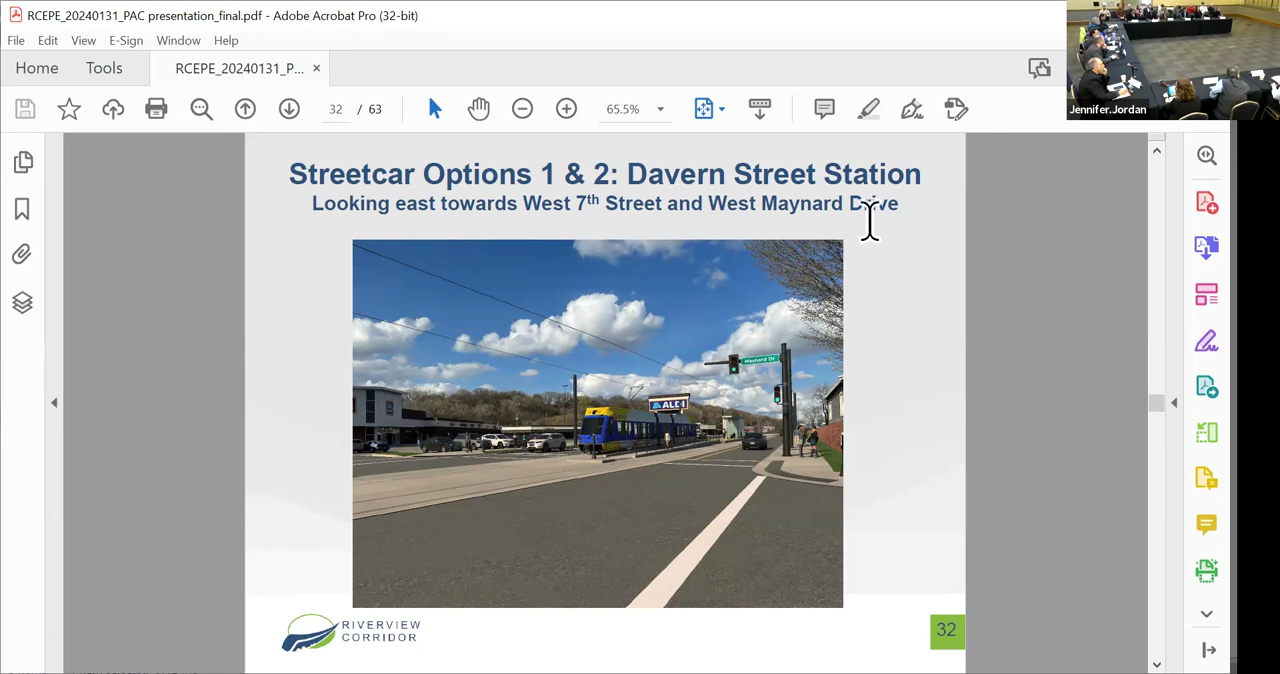 RCEPE_20240131_PAC presentation_final.pdf - Adobe Acrobat Pro (32-bit)
File Edit View E-Sign Window Help
Home Tools RCEPE_20240131_P... ×
32 / 63 65.5%
Jennifer.Jordan
Streetcar Options 1 & 2: Davern Street Station
Looking east towards West 7th Street and West Maynard Drive
Maynard Dr
ALDI
RIVERVIEW
CORRIDOR
32